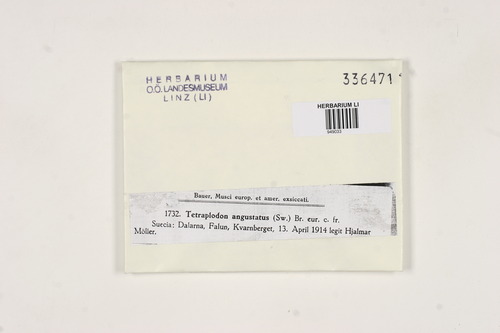 HERBARIUM
O.Ö. LANDESMUSEUM
LINZ (LI)
336471
HERBARIUM LI
Bauer, Musci europ. et amer. exsiccati.
1732. Tetraplodon angustatus (Sw.) Br. eur. c. fr.
Suecia: Dalarna, Falun, Kvarnberget, 13. April 1914 legit Hjalmar
Möller.